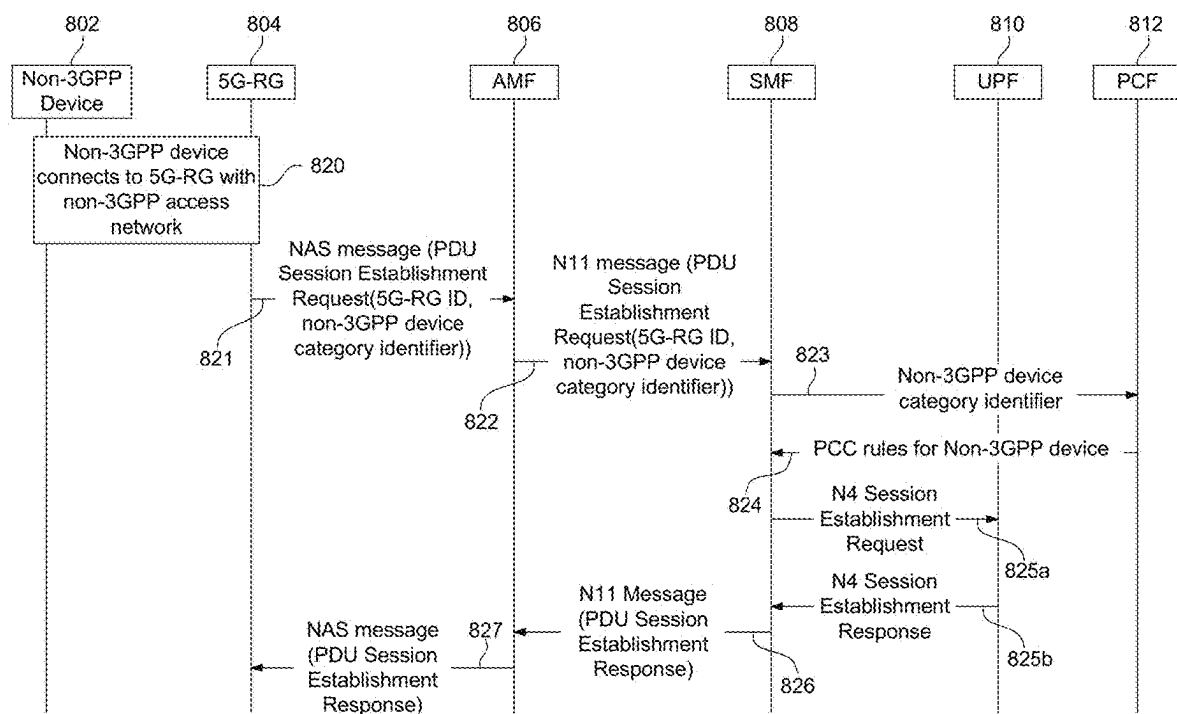 802
804
806
808
810
812
Non-3GPP
Device
5G-RG
AMF
SMF
UPF
PCF
Non-3GPP device
connects to 5G-RG with
non-3GPP access
network
820
NAS message (PDU
Session Establishment
Request(5G-RG ID,
non-3GPP device
category identifier))
821
N11 message (PDU
Session
Establishment
Request(5G-RG ID,
non-3GPP device
category identifier))
822
823
Non-3GPP device
category identifier
PCC rules for Non-3GPP device
824
N4 Session
Establishment
Request
825a
N4 Session
Establishment
Response
825b
N11 Message
(PDU Session
Establishment
Response)
826
827
NAS message
(PDU Session
Establishment
Response)